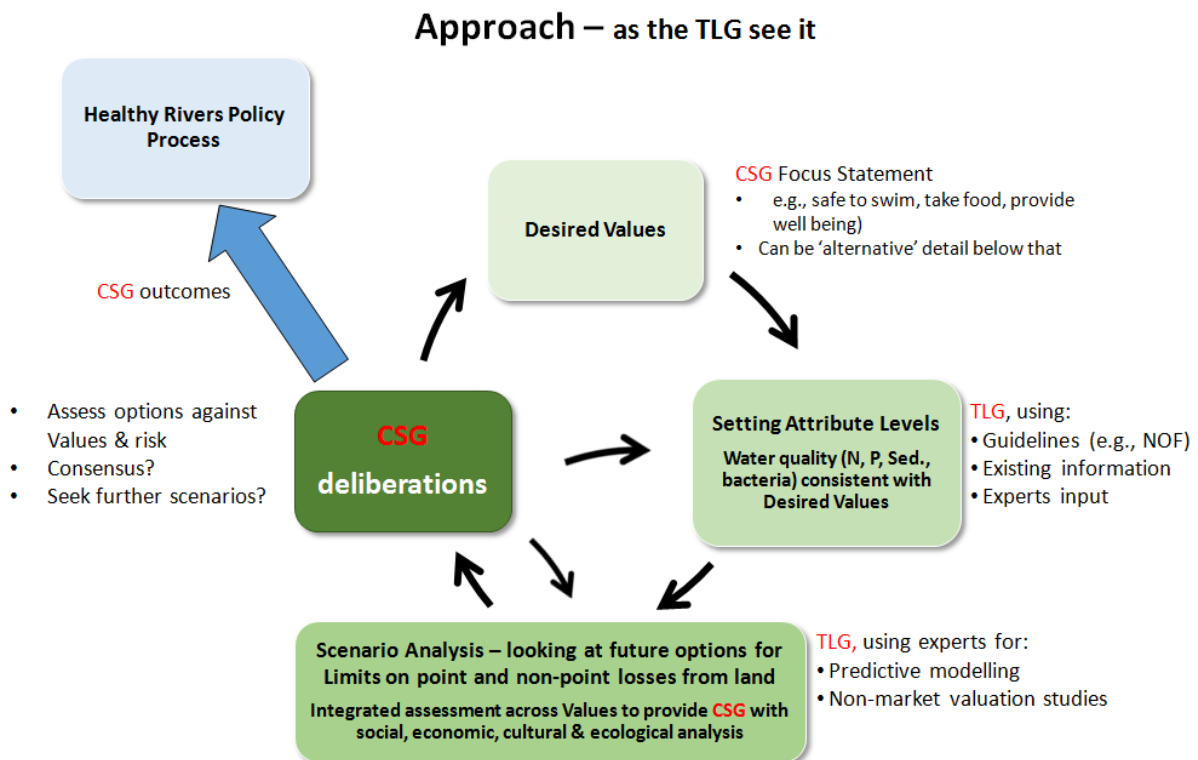 Approach – as the TLG see it
Healthy Rivers Policy
Process
Desired Values
CSG Focus Statement
• e.g., safe to swim, take food, provide
well being)
• Can be ‘alternative’ detail below that
CSG outcomes
• Assess options against
Values & risk
• Consensus?
• Seek further scenarios?
CSG
deliberations
Setting Attribute Levels
Water quality (N, P, Sed.,
bacteria) consistent with
Desired Values
TLG, using:
• Guidelines (e.g., NOF)
• Existing information
• Experts input
Scenario Analysis – looking at future options for
Limits on point and non-point losses from land
Integrated assessment across Values to provide CSG with
social, economic, cultural & ecological analysis
TLG, using experts for:
• Predictive modelling
• Non-market valuation studies